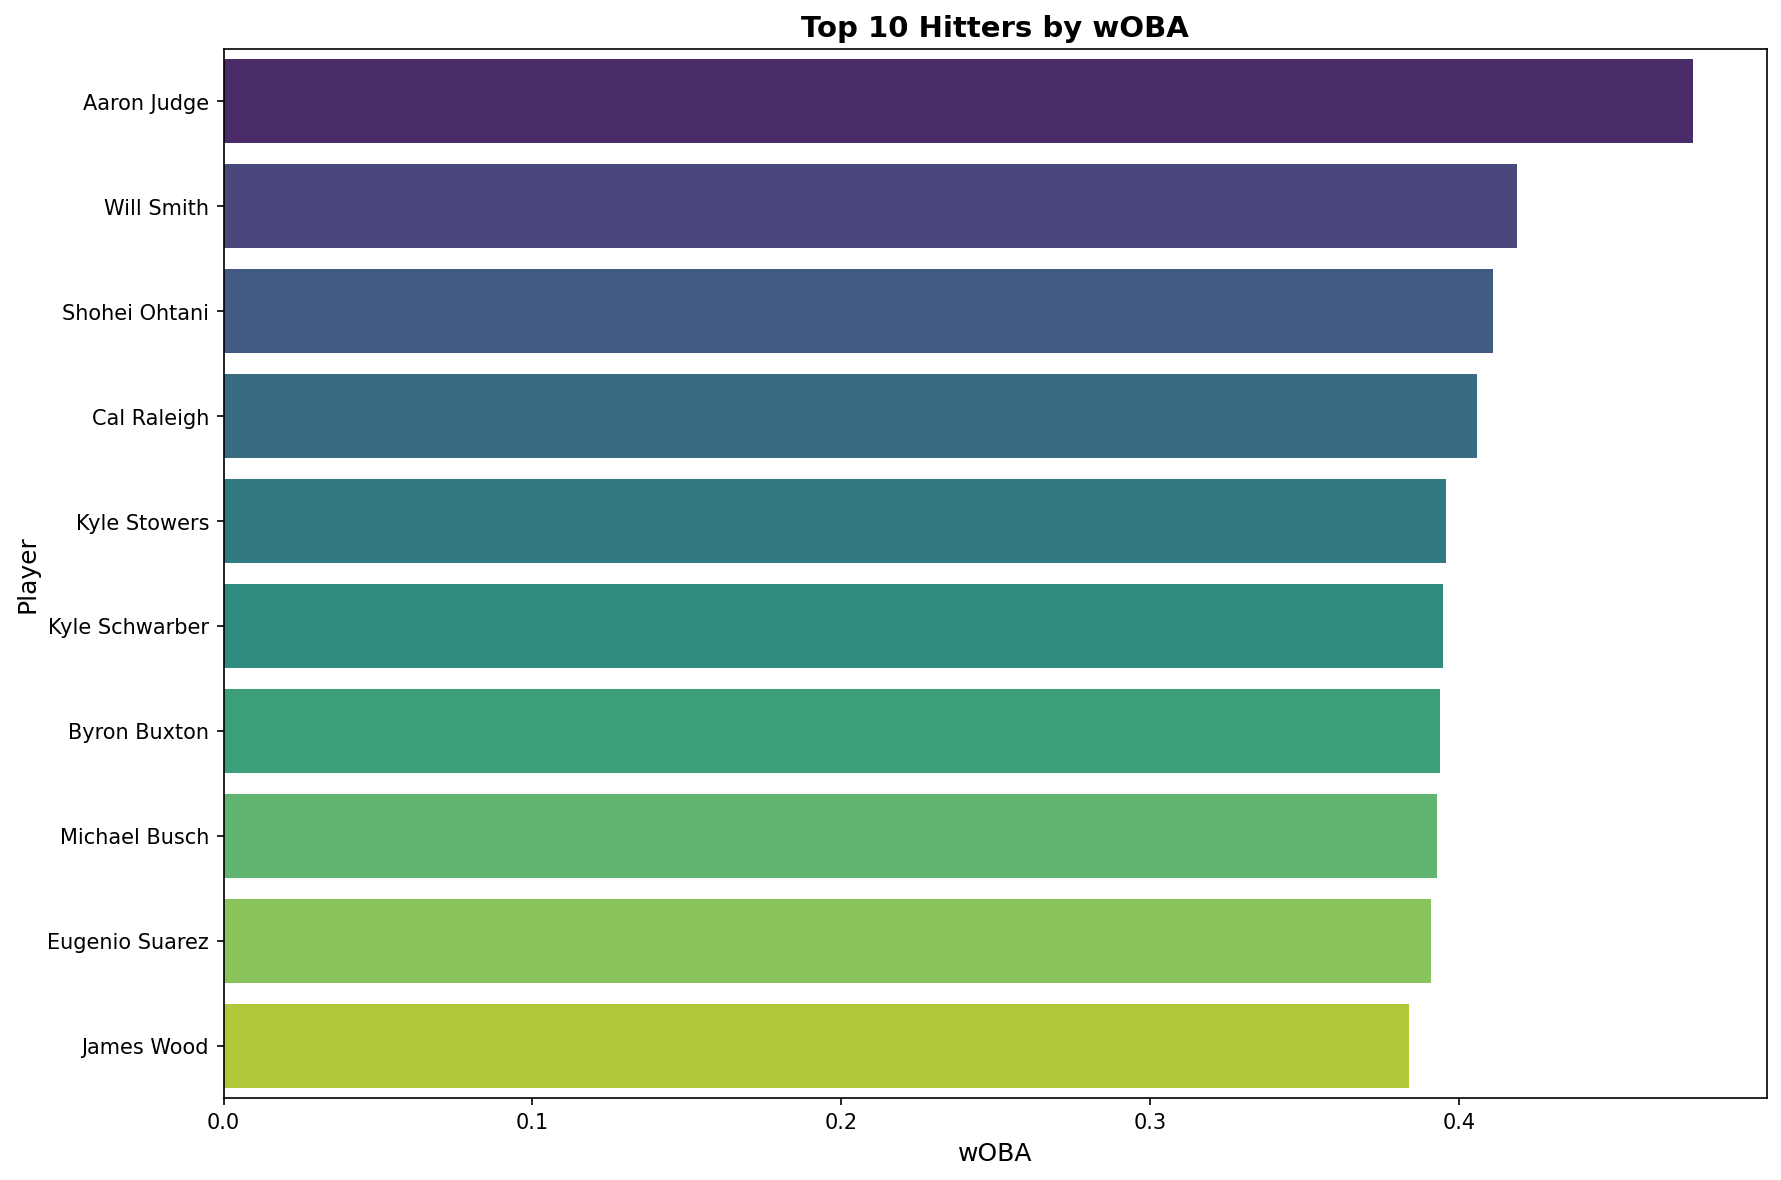 Top 10 Hitters by wOBA
Aaron Judge
Will Smith
Shohei Ohtani
Cal Raleigh
Kyle Stowers
Kyle Schwarber
Byron Buxton
Michael Busch
Eugenio Suarez
James Wood
Player
0.0 0.1 0.2 0.3 0.4
wOBA